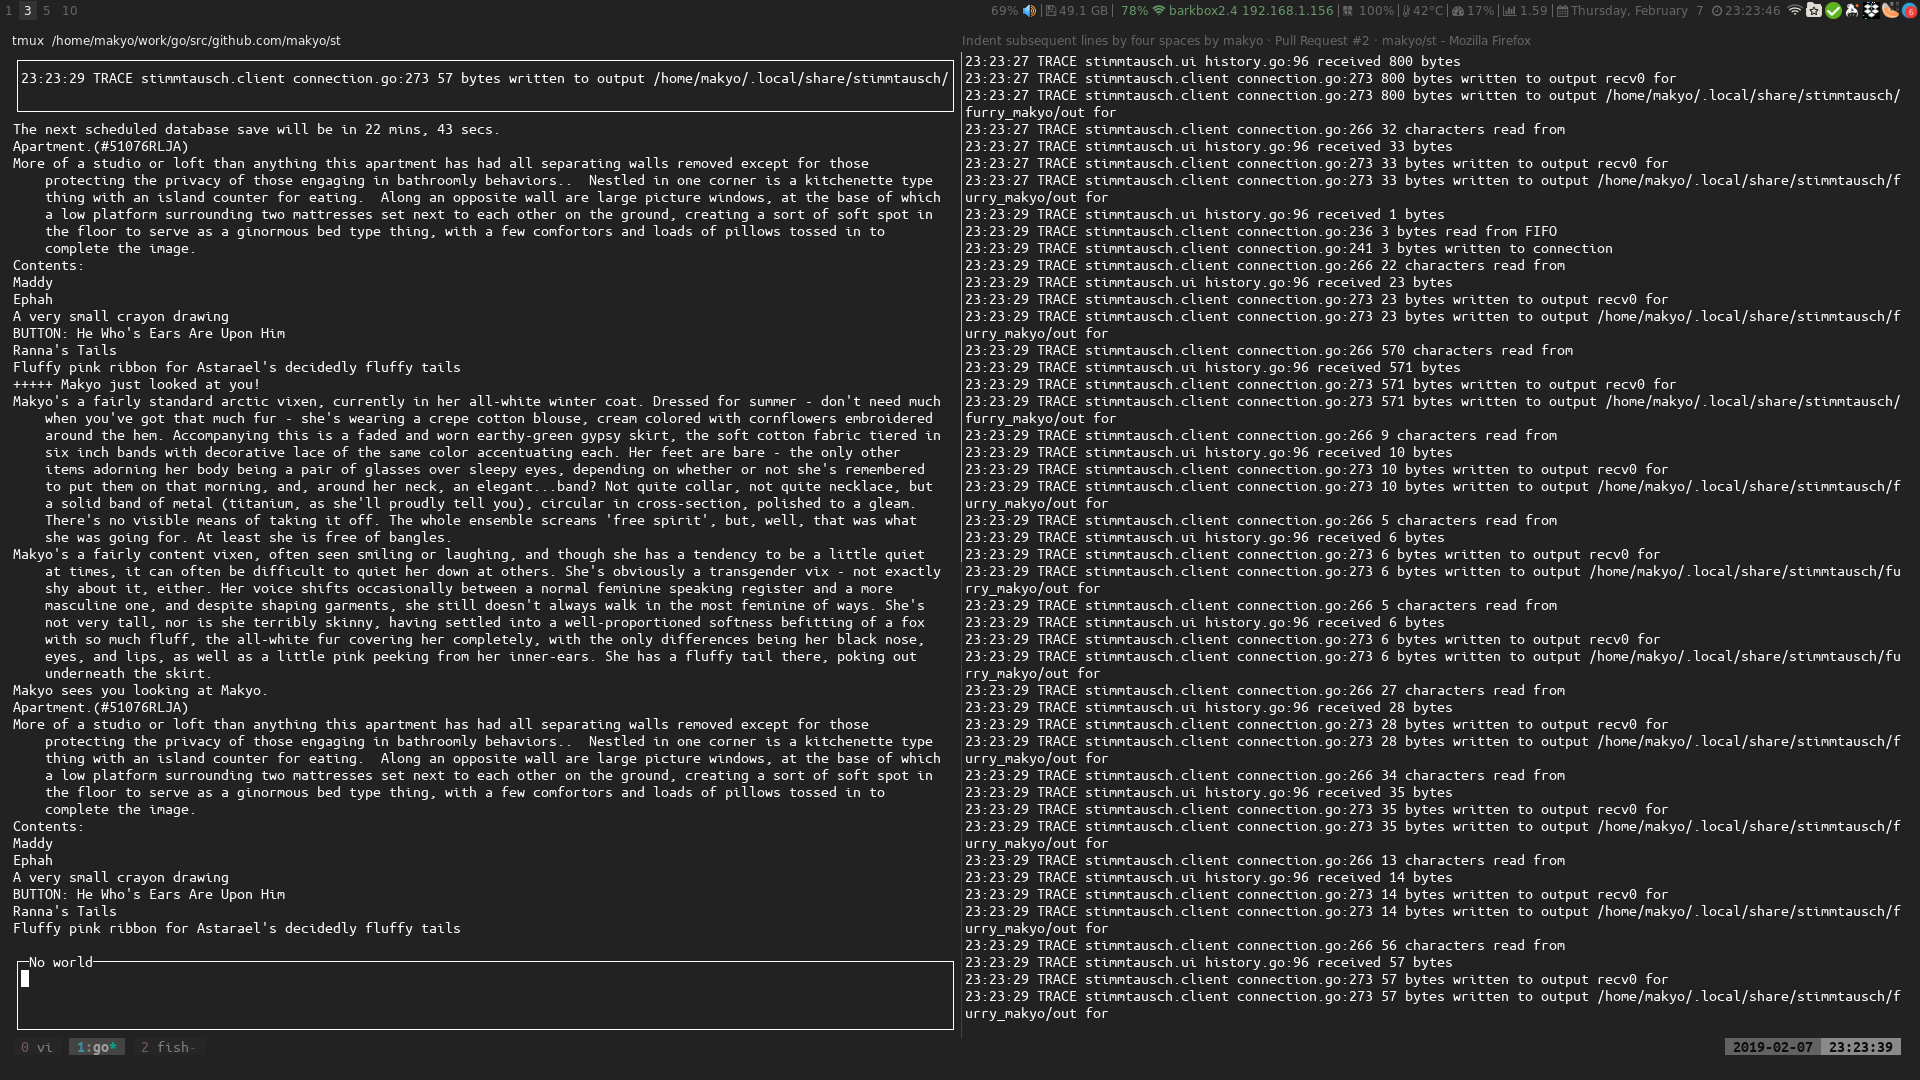 1 3 5 10
69% 49.1 GB 78% barkbox2.4 192.168.1.156 100% 42°C 17% 1.59 Thursday, February 7 23:23:46 6
tmux /home/makyo/work/go/src/github.com/makyo/st
Indent subsequent lines by four spaces by makyo · Pull Request #2 · makyo/st - Mozilla Firefox
23:23:29 TRACE stimmtausch.client connection.go:273 57 bytes written to output /home/makyo/.local/share/stimmtausch/
The next scheduled database save will be in 22 mins, 43 secs.
Apartment.(#51076RLJA)
More of a studio or loft than anything this apartment has had all separating walls removed except for those
protecting the privacy of those engaging in bathroomly behaviors..  Nestled in one corner is a kitchenette type
thing with an island counter for eating.  Along an opposite wall are large picture windows, at the base of which
a low platform surrounding two mattresses set next to each other on the ground, creating a sort of soft spot in
the floor to serve as a ginormous bed type thing, with a few comfortors and loads of pillows tossed in to
complete the image.
Contents:
Maddy
Ephah
A very small crayon drawing
BUTTON: He Who's Ears Are Upon Him
Ranna's Tails
Fluffy pink ribbon for Astarael's decidedly fluffy tails
+++++ Makyo just looked at you!
Makyo's a fairly standard arctic vixen, currently in her all-white winter coat. Dressed for summer - don't need much
when you've got that much fur - she's wearing a crepe cotton blouse, cream colored with cornflowers embroidered
around the hem. Accompanying this is a faded and worn earthy-green gypsy skirt, the soft cotton fabric tiered in
six inch bands with decorative lace of the same color accentuating each. Her feet are bare - the only other
items adorning her body being a pair of glasses over sleepy eyes, depending on whether or not she's remembered
to put them on that morning, and, around her neck, an elegant...band? Not quite collar, not quite necklace, but
a solid band of metal (titanium, as she'll proudly tell you), circular in cross-section, polished to a gleam.
There's no visible means of taking it off. The whole ensemble screams 'free spirit', but, well, that was what
she was going for. At least she is free of bangles.
Makyo's a fairly content vixen, often seen smiling or laughing, and though she has a tendency to be a little quiet
at times, it can often be difficult to quiet her down at others. She's obviously a transgender vix - not exactly
shy about it, either. Her voice shifts occasionally between a normal feminine speaking register and a more
masculine one, and despite shaping garments, she still doesn't always walk in the most feminine of ways. She's
not very tall, nor is she terribly skinny, having settled into a well-proportioned softness befitting of a fox
with so much fluff, the all-white fur covering her completely, with the only differences being her black nose,
eyes, and lips, as well as a little pink peeking from her inner-ears. She has a fluffy tail there, poking out
underneath the skirt.
Makyo sees you looking at Makyo.
Apartment.(#51076RLJA)
More of a studio or loft than anything this apartment has had all separating walls removed except for those
protecting the privacy of those engaging in bathroomly behaviors..  Nestled in one corner is a kitchenette type
thing with an island counter for eating.  Along an opposite wall are large picture windows, at the base of which
a low platform surrounding two mattresses set next to each other on the ground, creating a sort of soft spot in
the floor to serve as a ginormous bed type thing, with a few comfortors and loads of pillows tossed in to
complete the image.
Contents:
Maddy
Ephah
A very small crayon drawing
BUTTON: He Who's Ears Are Upon Him
Ranna's Tails
Fluffy pink ribbon for Astarael's decidedly fluffy tails
No world
23:23:27 TRACE stimmtausch.ui history.go:96 received 800 bytes
23:23:27 TRACE stimmtausch.client connection.go:273 800 bytes written to output recv0 for
23:23:27 TRACE stimmtausch.client connection.go:273 800 bytes written to output /home/makyo/.local/share/stimmtausch/
furry_makyo/out for
23:23:27 TRACE stimmtausch.client connection.go:266 32 characters read from
23:23:27 TRACE stimmtausch.ui history.go:96 received 33 bytes
23:23:27 TRACE stimmtausch.client connection.go:273 33 bytes written to output recv0 for
23:23:27 TRACE stimmtausch.client connection.go:273 33 bytes written to output /home/makyo/.local/share/stimmtausch/f
urry_makyo/out for
23:23:29 TRACE stimmtausch.ui history.go:96 received 1 bytes
23:23:29 TRACE stimmtausch.client connection.go:236 3 bytes read from FIFO
23:23:29 TRACE stimmtausch.client connection.go:241 3 bytes written to connection
23:23:29 TRACE stimmtausch.client connection.go:266 22 characters read from
23:23:29 TRACE stimmtausch.ui history.go:96 received 23 bytes
23:23:29 TRACE stimmtausch.client connection.go:273 23 bytes written to output recv0 for
23:23:29 TRACE stimmtausch.client connection.go:273 23 bytes written to output /home/makyo/.local/share/stimmtausch/f
urry_makyo/out for
23:23:29 TRACE stimmtausch.client connection.go:266 570 characters read from
23:23:29 TRACE stimmtausch.ui history.go:96 received 571 bytes
23:23:29 TRACE stimmtausch.client connection.go:273 571 bytes written to output recv0 for
23:23:29 TRACE stimmtausch.client connection.go:273 571 bytes written to output /home/makyo/.local/share/stimmtausch/
furry_makyo/out for
23:23:29 TRACE stimmtausch.client connection.go:266 9 characters read from
23:23:29 TRACE stimmtausch.ui history.go:96 received 10 bytes
23:23:29 TRACE stimmtausch.client connection.go:273 10 bytes written to output recv0 for
23:23:29 TRACE stimmtausch.client connection.go:273 10 bytes written to output /home/makyo/.local/share/stimmtausch/f
urry_makyo/out for
23:23:29 TRACE stimmtausch.client connection.go:266 5 characters read from
23:23:29 TRACE stimmtausch.ui history.go:96 received 6 bytes
23:23:29 TRACE stimmtausch.client connection.go:273 6 bytes written to output recv0 for
23:23:29 TRACE stimmtausch.client connection.go:273 6 bytes written to output /home/makyo/.local/share/stimmtausch/fu
rry_makyo/out for
23:23:29 TRACE stimmtausch.client connection.go:266 5 characters read from
23:23:29 TRACE stimmtausch.ui history.go:96 received 6 bytes
23:23:29 TRACE stimmtausch.client connection.go:273 6 bytes written to output recv0 for
23:23:29 TRACE stimmtausch.client connection.go:273 6 bytes written to output /home/makyo/.local/share/stimmtausch/fu
rry_makyo/out for
23:23:29 TRACE stimmtausch.client connection.go:266 27 characters read from
23:23:29 TRACE stimmtausch.ui history.go:96 received 28 bytes
23:23:29 TRACE stimmtausch.client connection.go:273 28 bytes written to output recv0 for
23:23:29 TRACE stimmtausch.client connection.go:273 28 bytes written to output /home/makyo/.local/share/stimmtausch/f
urry_makyo/out for
23:23:29 TRACE stimmtausch.client connection.go:266 34 characters read from
23:23:29 TRACE stimmtausch.ui history.go:96 received 35 bytes
23:23:29 TRACE stimmtausch.client connection.go:273 35 bytes written to output recv0 for
23:23:29 TRACE stimmtausch.client connection.go:273 35 bytes written to output /home/makyo/.local/share/stimmtausch/f
urry_makyo/out for
23:23:29 TRACE stimmtausch.client connection.go:266 13 characters read from
23:23:29 TRACE stimmtausch.ui history.go:96 received 14 bytes
23:23:29 TRACE stimmtausch.client connection.go:273 14 bytes written to output recv0 for
23:23:29 TRACE stimmtausch.client connection.go:273 14 bytes written to output /home/makyo/.local/share/stimmtausch/f
urry_makyo/out for
23:23:29 TRACE stimmtausch.client connection.go:266 56 characters read from
23:23:29 TRACE stimmtausch.ui history.go:96 received 57 bytes
23:23:29 TRACE stimmtausch.client connection.go:273 57 bytes written to output recv0 for
23:23:29 TRACE stimmtausch.client connection.go:273 57 bytes written to output /home/makyo/.local/share/stimmtausch/f
urry_makyo/out for
0 vi 1:go* 2 fish-
2019-02-07 23:23:39